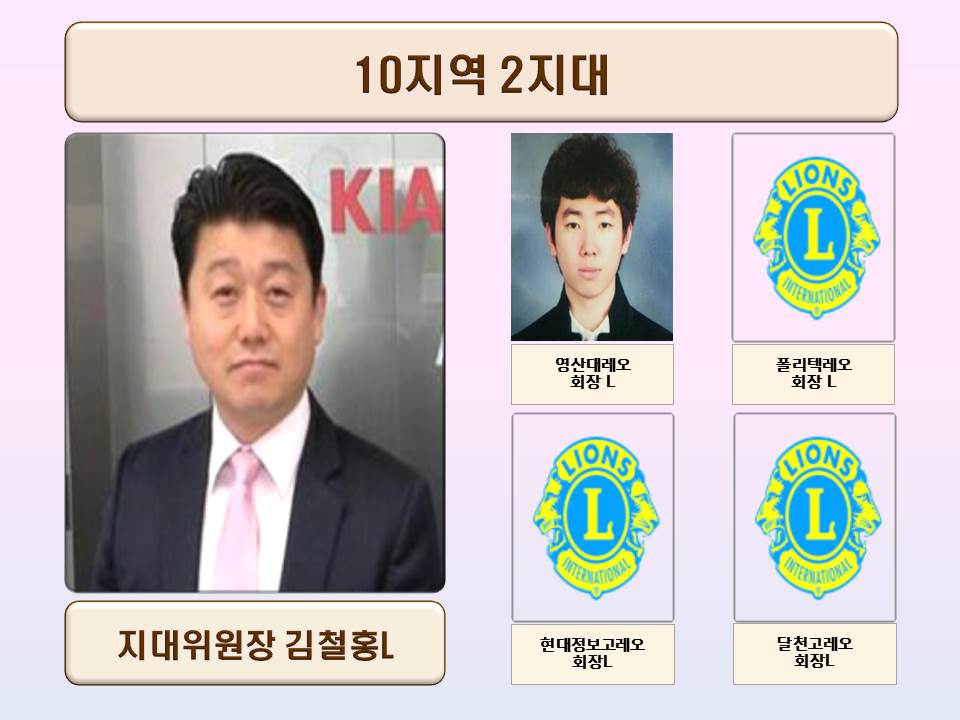 10지역 2지대
KIA
지대위원장 김철홍L
영산대레오
회장 L
LIONS
L
INTERNATIONAL
폴리텍레오
회장 L
LIONS
L
INTERNATIONAL
현대정보고레오
회장L
LIONS
L
INTERNATIONAL
달천고레오
회장L